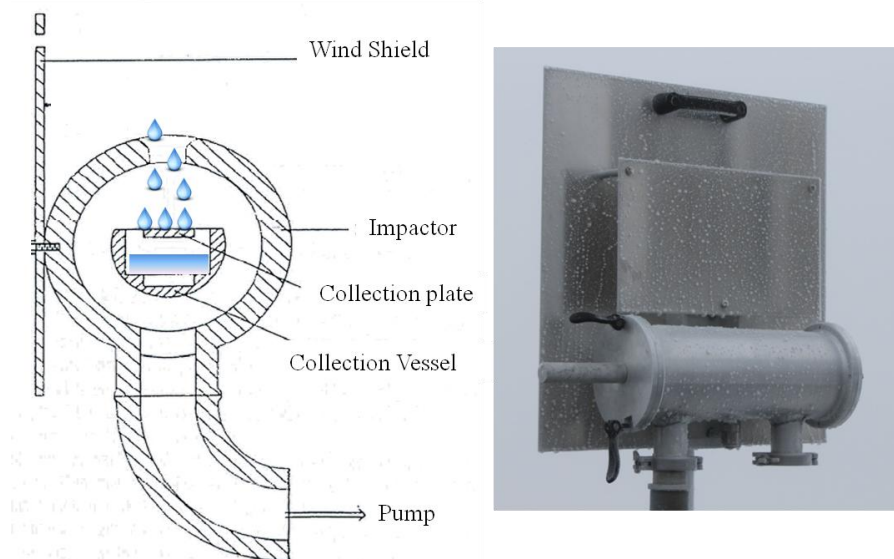 Wind Shield
Impactor
Collection plate
Collection Vessel
Pump